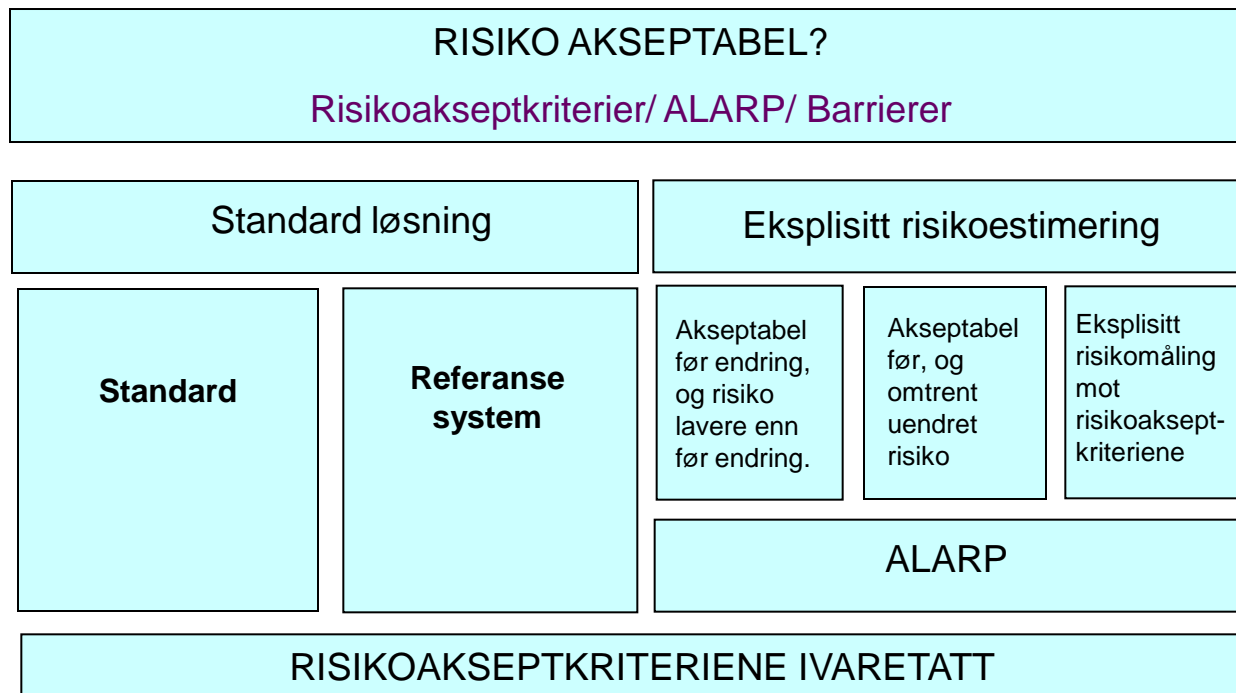 RISIKO AKSEPTABEL?
Risikoakseptkriterier/ ALARP/ Barrierer
Standard løsning
Eksplisitt risikoestimering
Standard
Referanse
system
Akseptabel
før endring,
og risiko
lavere enn
før endring.
Akseptabel
før, og
omtrent
uendret
risiko
Eksplisitt
risikomåling
mot
risikoaksept-
kriteriene
ALARP
RISIKOAKSEPTKRITERIENE IVARETATT